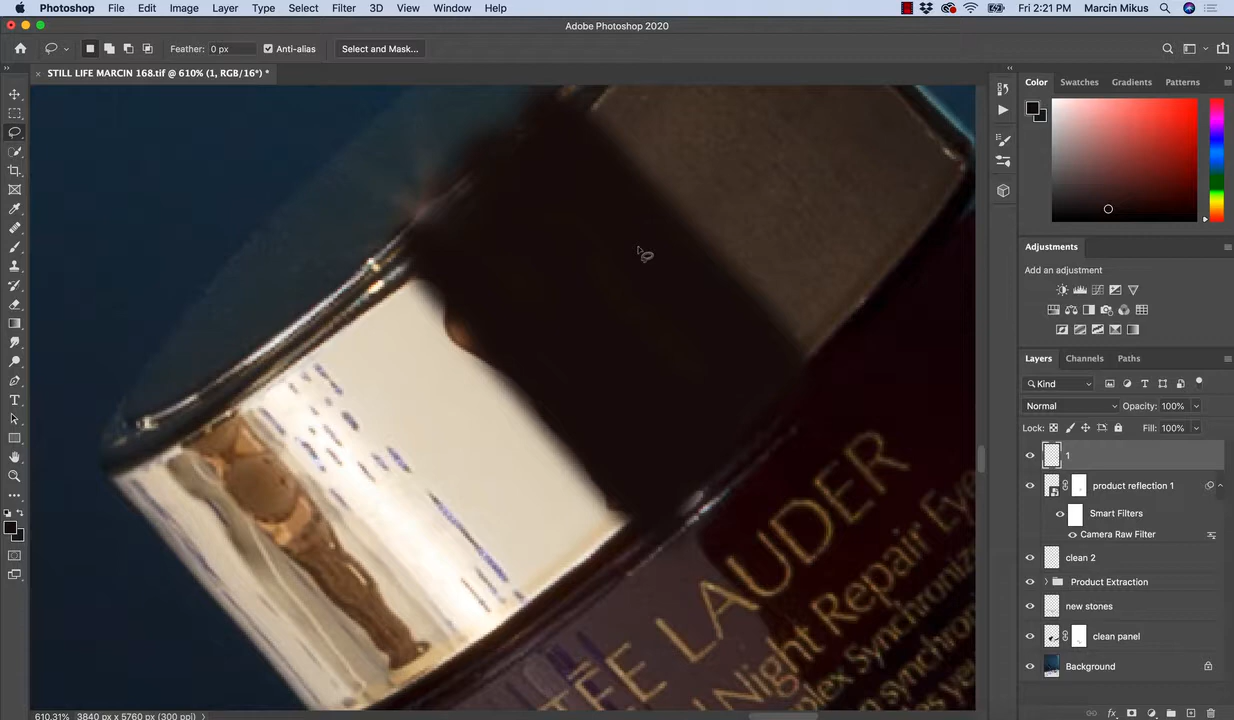 Photoshop File Edit Image Layer Type Select Filter 3D View Window Help Fri 2:21 PM Marcin Mikus
Adobe Photoshop 2020
Feather: 0 px Anti-alias Select and Mask...
× STILL LIFE MARCIN 168.tif @ 610% (1, RGB/16*) *
Color Swatches Gradients Patterns
Adjustments
Add an adjustment
Layers Channels Paths
Kind
Normal Opacity: 100%
Lock: Fill: 100%
1
product reflection 1
Smart Filters
Camera Raw Filter
clean 2
Product Extraction
new stones
clean panel
Background
TEE LAUDER
Night Repair Eye
plex Synchroniz
synchro
610.31% 3840 px x 5760 px (300 ppi)